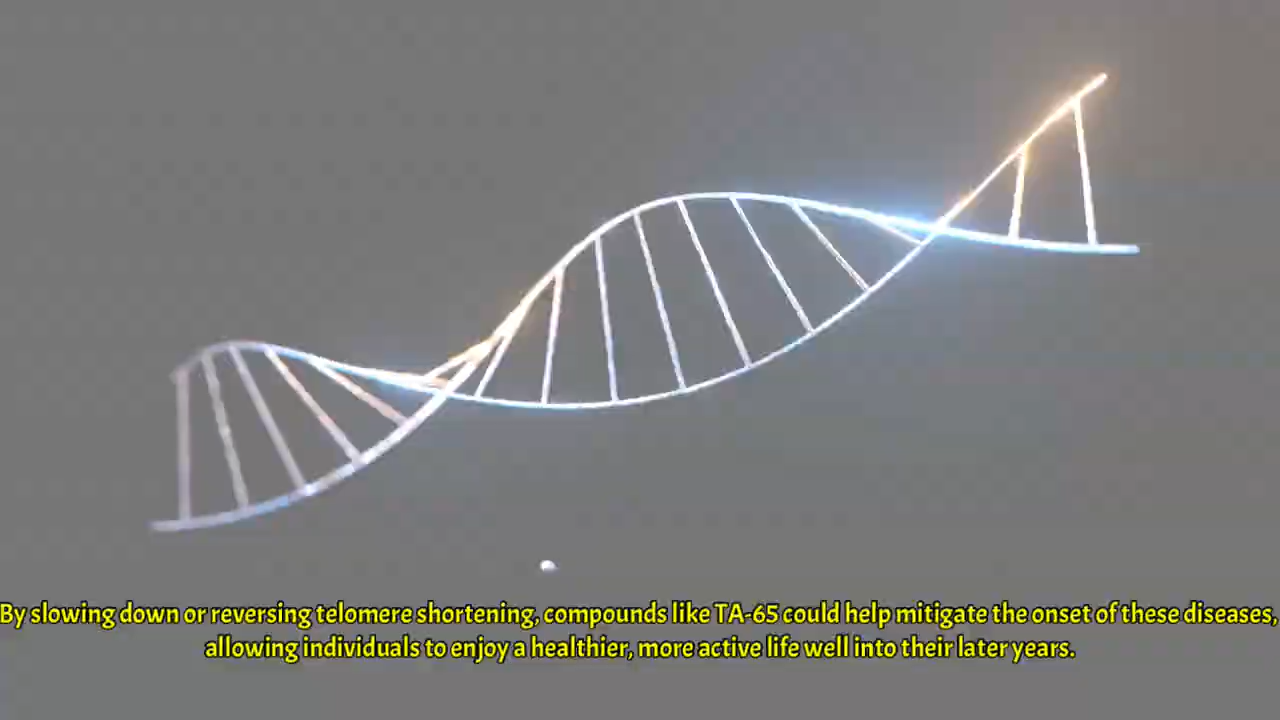 By slowing down or reversing telomere shortening, compounds like TA-65 could help mitigate the onset of these diseases,
allowing individuals to enjoy a healthier, more active life well into their later years.